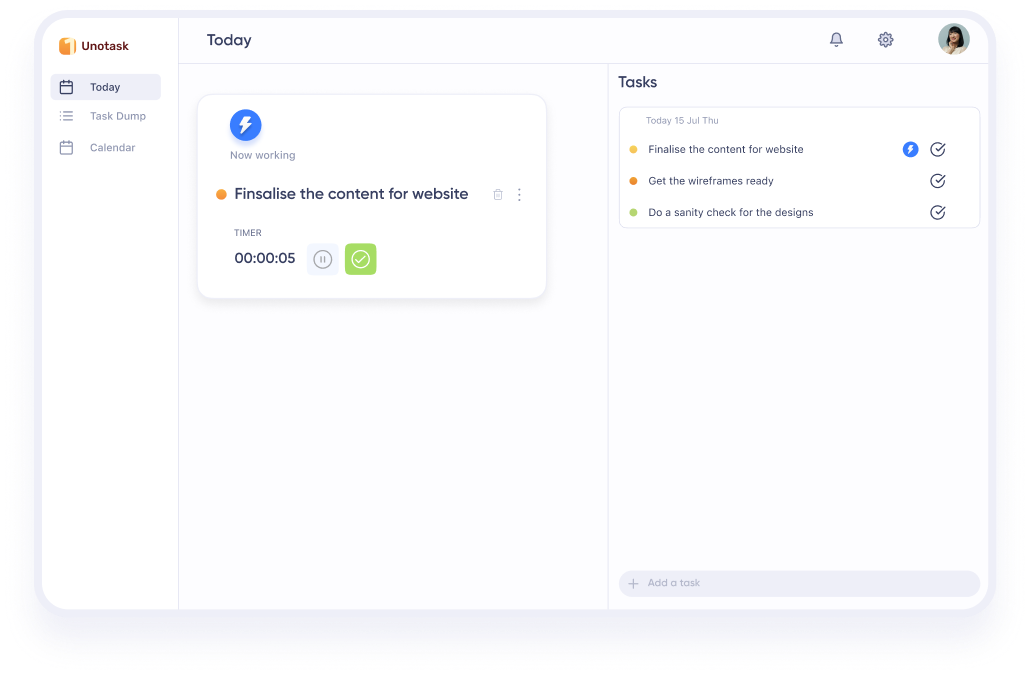 Unotask
Today
Task Dump
Calendar
Today
Now working
Finsalise the content for website
TIMER
00:00:05
Tasks
Today 15 Jul Thu
Finalise the content for website
Get the wireframes ready
Do a sanity check for the designs
Add a task